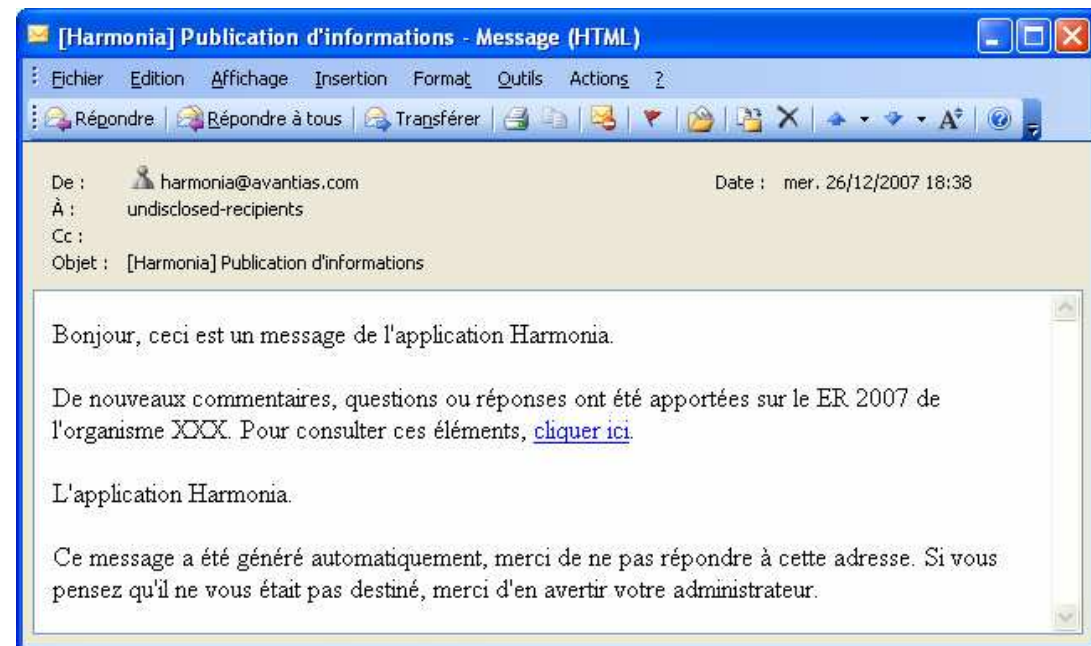 [Harmonia] Publication d'informations - Message (HTML)
Fichier Edition Affichage Insertion Format Outils Actions ?
Répondre Répondre à tous Transférer A
De : harmonia@avantias.com Date : mer. 26/12/2007 18:38
À : undisclosed-recipients
Cc :
Objet : [Harmonia] Publication d'informations
Bonjour, ceci est un message de l'application Harmonia.
De nouveaux commentaires, questions ou réponses ont été apportées sur le ER 2007 de
l'organisme XXX. Pour consulter ces éléments, cliquer ici.
L'application Harmonia.
Ce message a été généré automatiquement, merci de ne pas répondre à cette adresse. Si vous
pensez qu'il ne vous était pas destiné, merci d'en avertir votre administrateur.